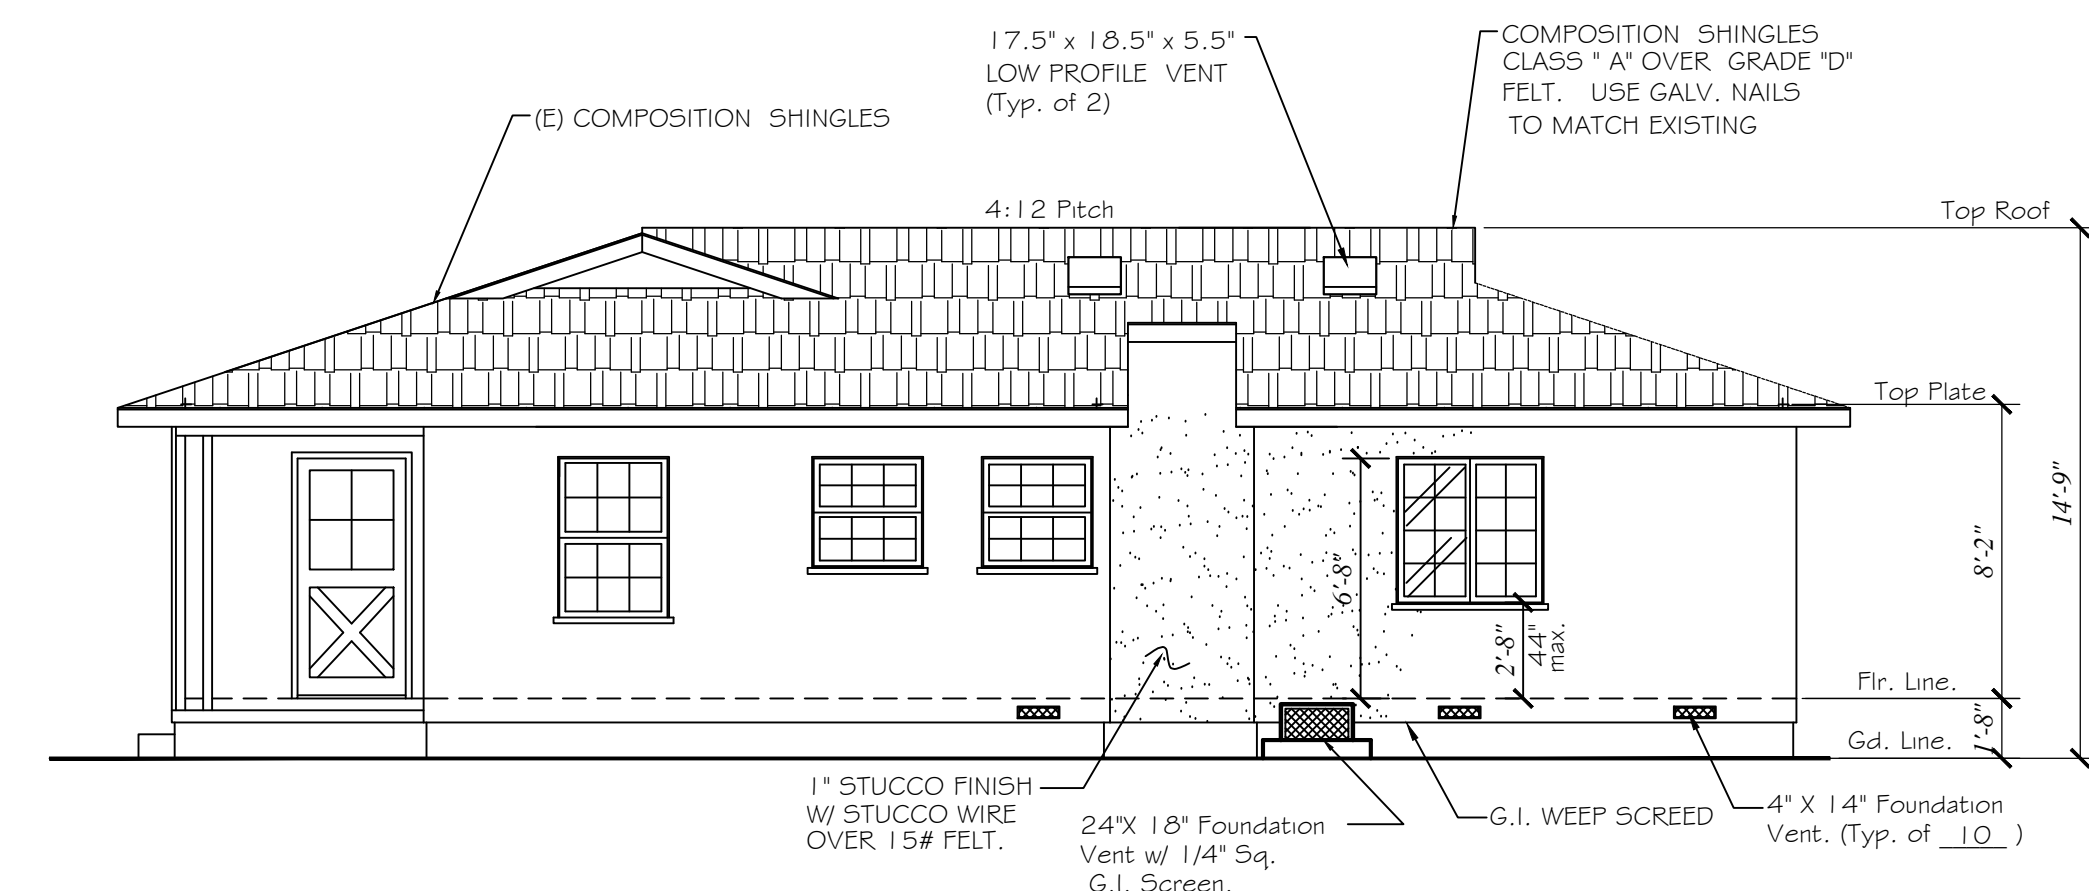 17.5" x 18.5" x 5.5"
LOW PROFILE VENT
(Typ. of 2)
COMPOSITION SHINGLES
CLASS " A" OVER GRADE "D"
FELT. USE GALV. NAILS
TO MATCH EXISTING
(E) COMPOSITION SHINGLES
4:12 Pitch
Top Roof
Top Plate
14'-9"
8'-2"
6'-8"
2'-8"
44"
max.
Flr. Line.
1'-8"
Gd. Line.
1" STUCCO FINISH
W/ STUCCO WIRE
OVER 15# FELT.
24"X 18" Foundation
Vent w/ 1/4" Sq.
G.I. Screen.
G.I. WEEP SCREED
4" X 14" Foundation
Vent. (Typ. of 10 )